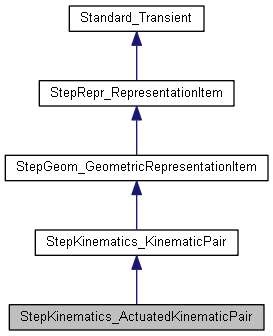 Standard_Transient
StepRepr_RepresentationItem
StepGeom_GeometricRepresentationItem
StepKinematics_KinematicPair
StepKinematics_ActuatedKinematicPair